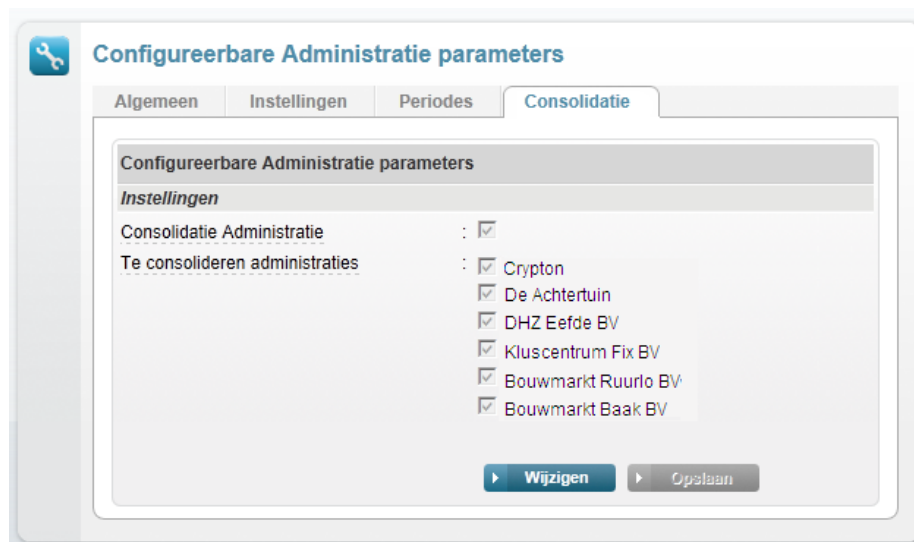 Configureerbare Administratie parameters
Algemeen Instellingen Periodes Consolidatie
Configureerbare Administratie parameters
Instellingen
Consolidatie Administratie :
Te consolideren administraties : Crypton
De Achtertuin
DHZ Eefde BV
Kluscentrum Fix BV
Bouwmarkt Ruurlo BV
Bouwmarkt Baak BV
Wijzigen Opslaan